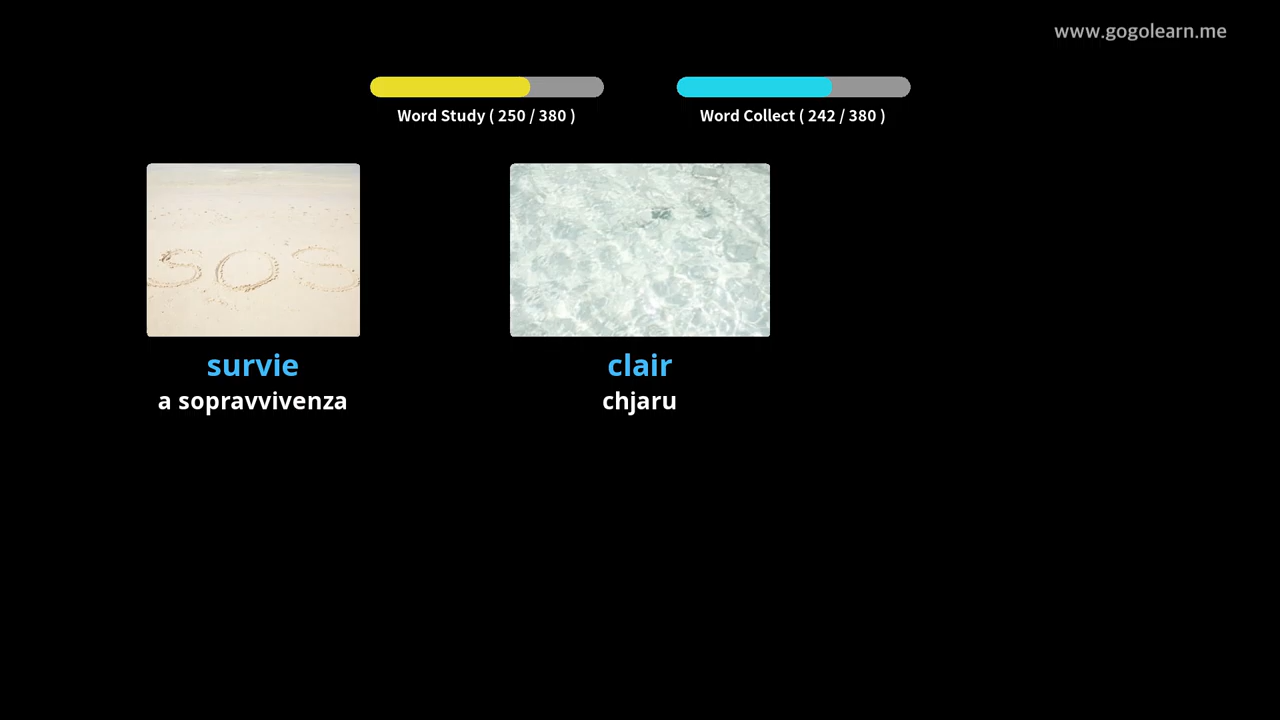 www.gogolearn.me
Word Study ( 250 / 380 )
Word Collect ( 242 / 380 )
SOS
survie
a sopravvivenza
clair
chjaru